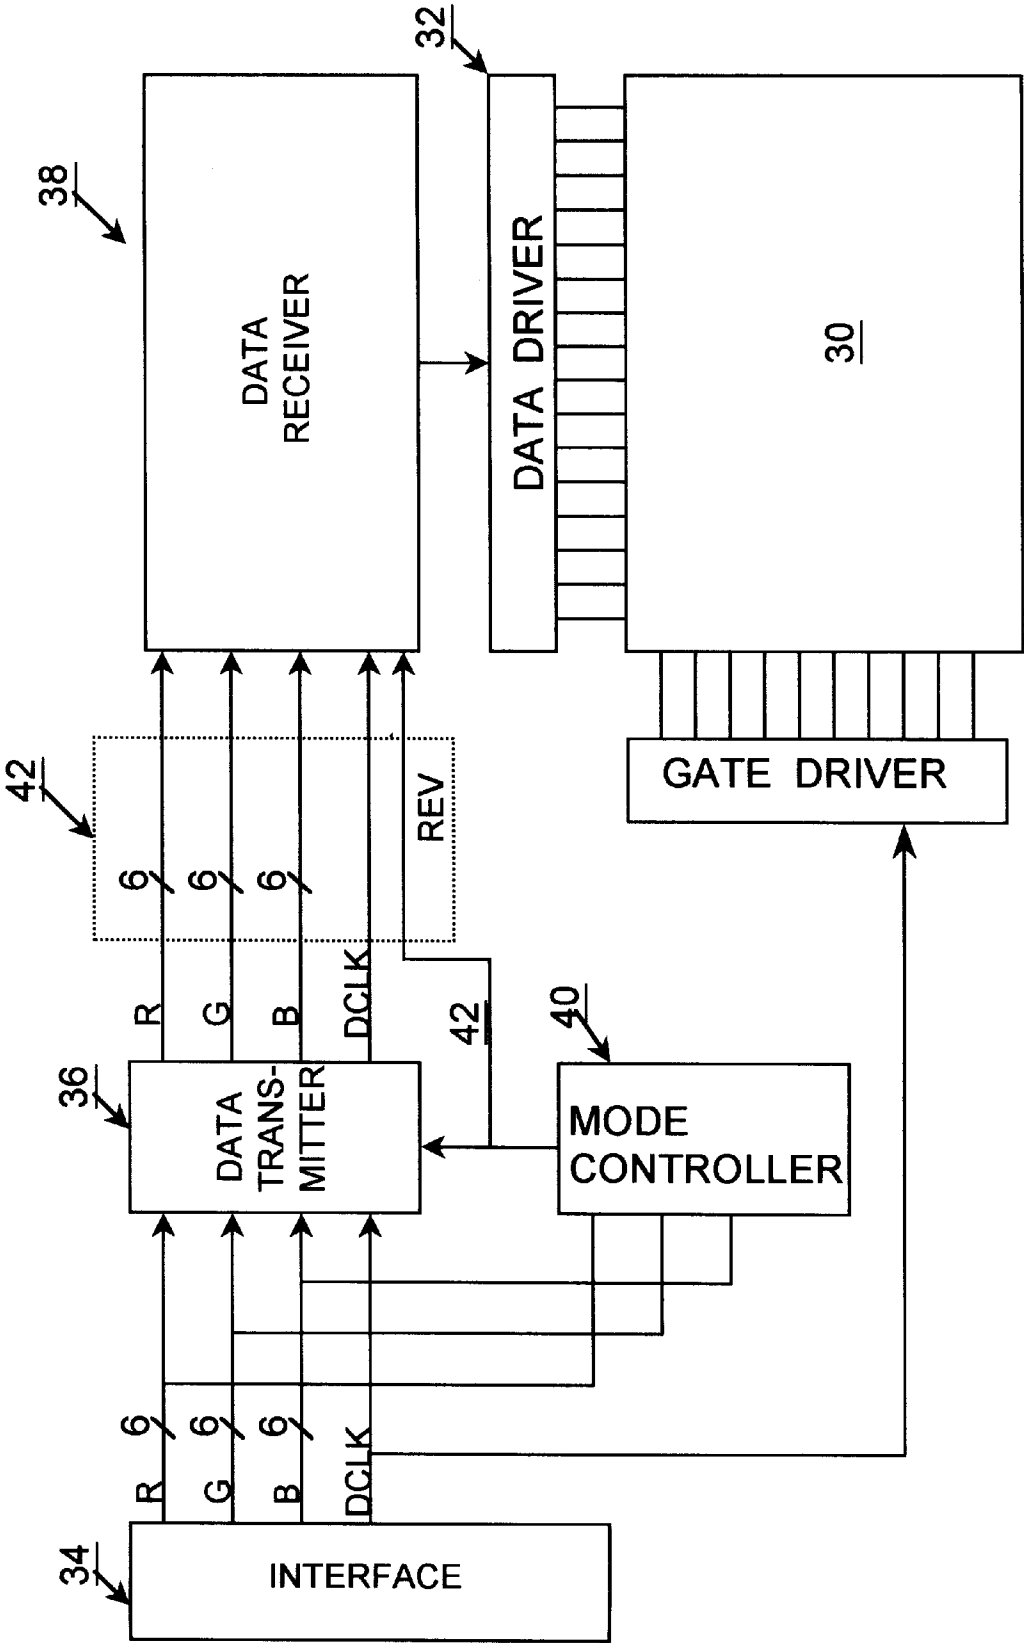 34
INTERFACE
R
6
G
6
B
6
DCLK
36
DATA
TRANS-
MITTER
R
6
G
6
B
6
DCLK
42
REV
42
40
MODE
CONTROLLER
38
DATA
RECEIVER
32
DATA DRIVER
30
GATE DRIVER